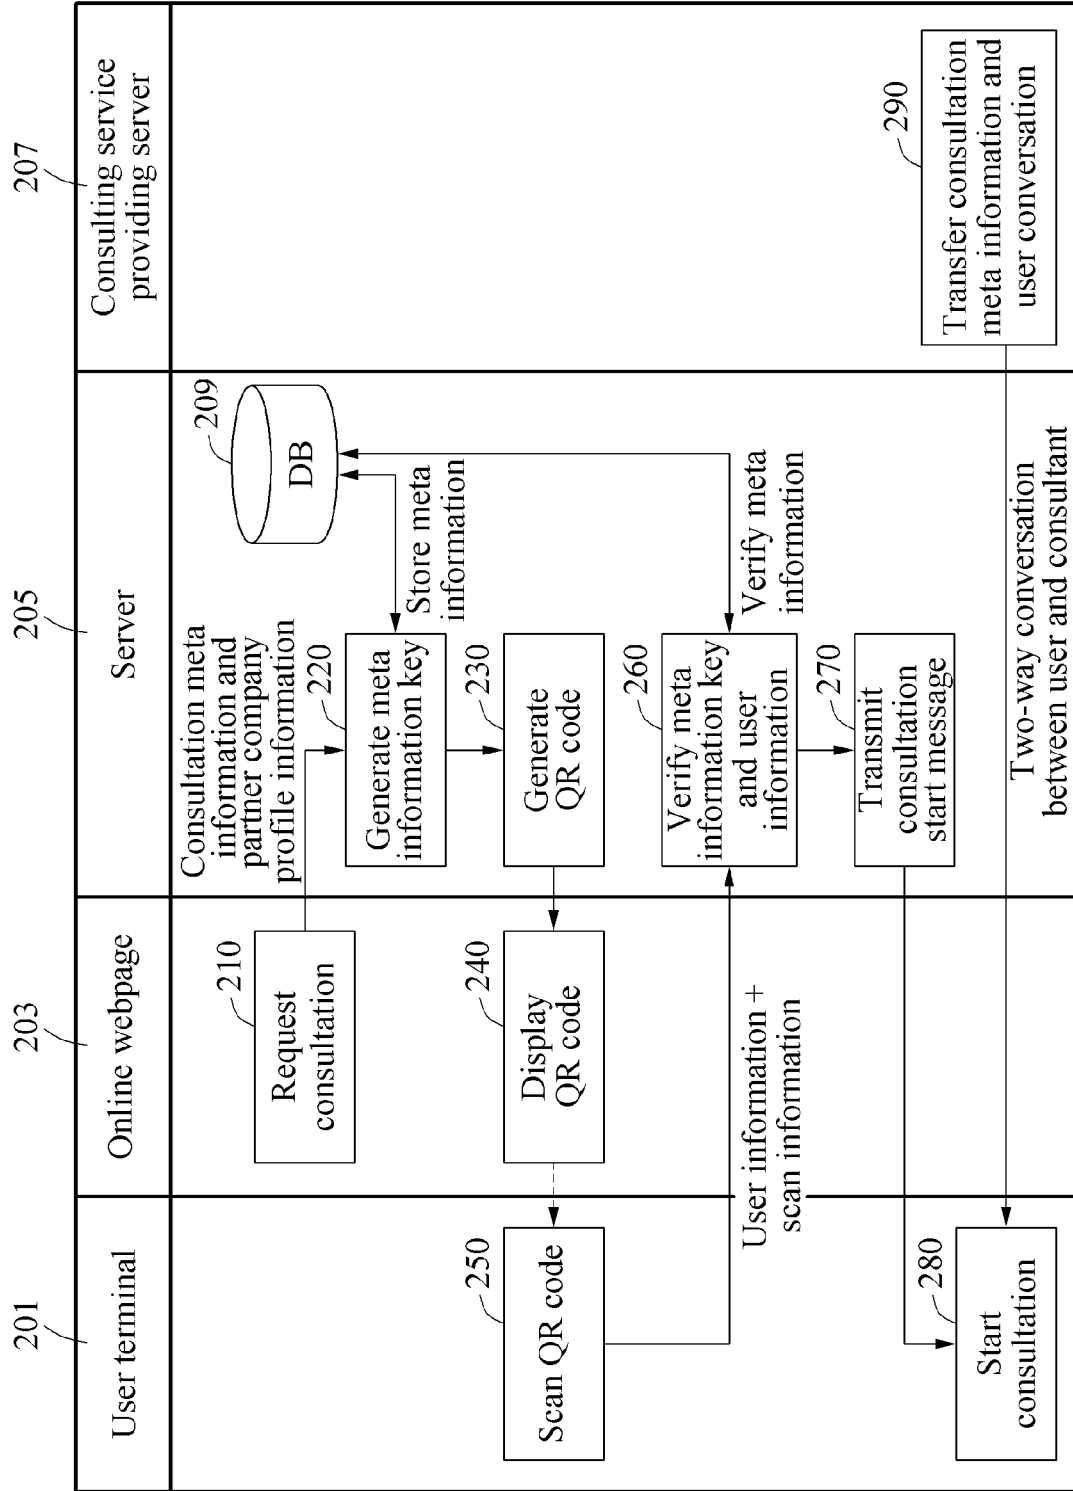 201
203
205
207
User terminal
Online webpage
Server
Consulting service
providing server
210
Request
consultation
Consultation meta
information and
partner company
profile information
209
DB
220
Generate meta
information key
Store meta
information
230
Generate
QR code
240
Display
QR code
250
Scan QR code
User information +
scan information
260
Verify meta
information key
and user
information
Verify meta
information
270
Transmit
consultation
start message
280
Start
consultation
Two-way conversation
between user and consultant
290
Transfer consultation
meta information and
user conversation